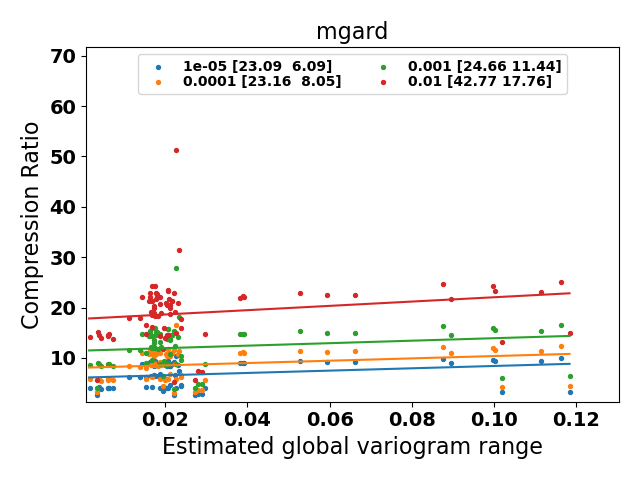 mgard
1e-05 [23.09  6.09]
0.0001 [23.16  8.05]
0.001 [24.66 11.44]
0.01 [42.77 17.76]
Compression Ratio
70
60
50
40
30
20
10
0.02 0.04 0.06 0.08 0.10 0.12
Estimated global variogram range